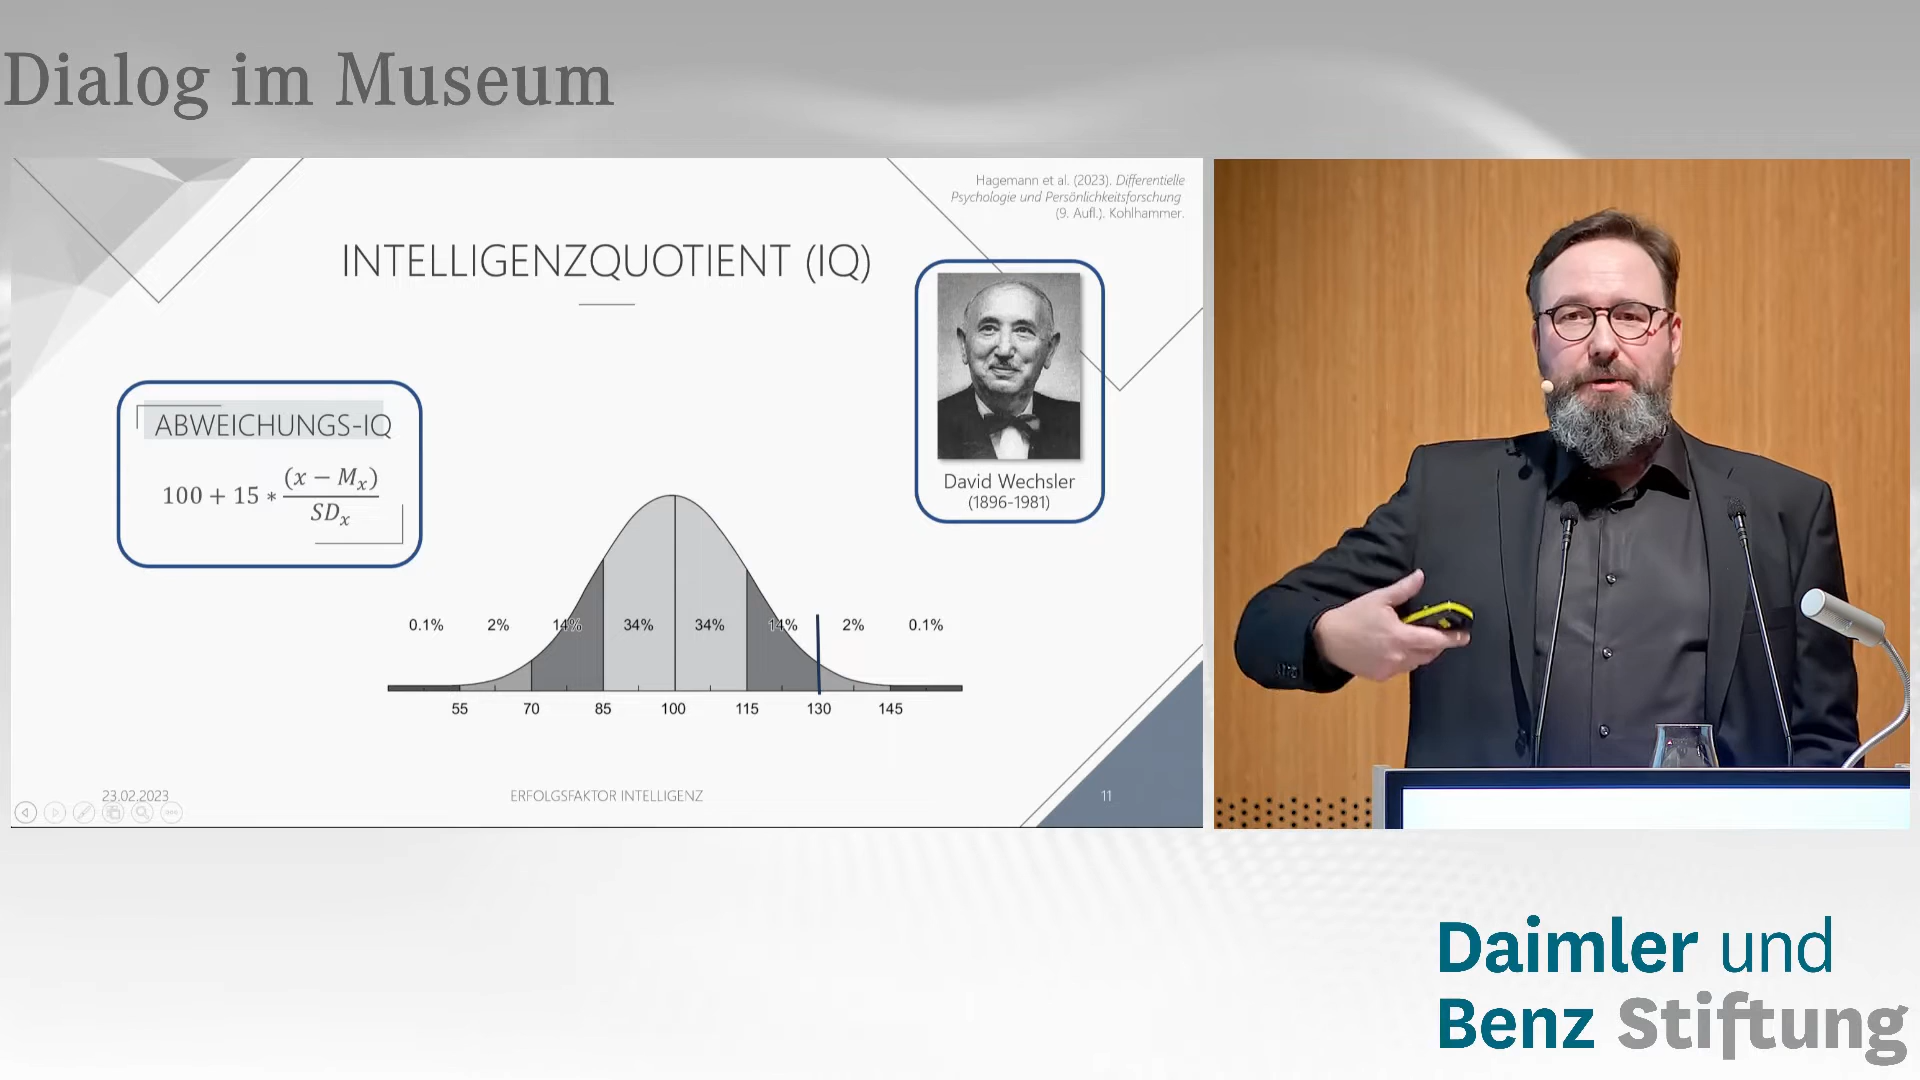 Dialog im Museum
Hagemann et al. (2023). Differentielle
Psychologie und Persönlichkeitsforschung
(9. Aufl.). Kohlhammer.
INTELLIGENZQUOTIENT (IQ)
ABWEICHUNGS-IQ
100 + 15 * (x − Mx)
SDx
David Wechsler
(1896-1981)
0.1% 2% 14% 34% 34% 14% 2% 0.1%
55 70 85 100 115 130 145
23.02.2023 ERFOLGSFAKTOR INTELLIGENZ 11
Daimler und
Benz Stiftung